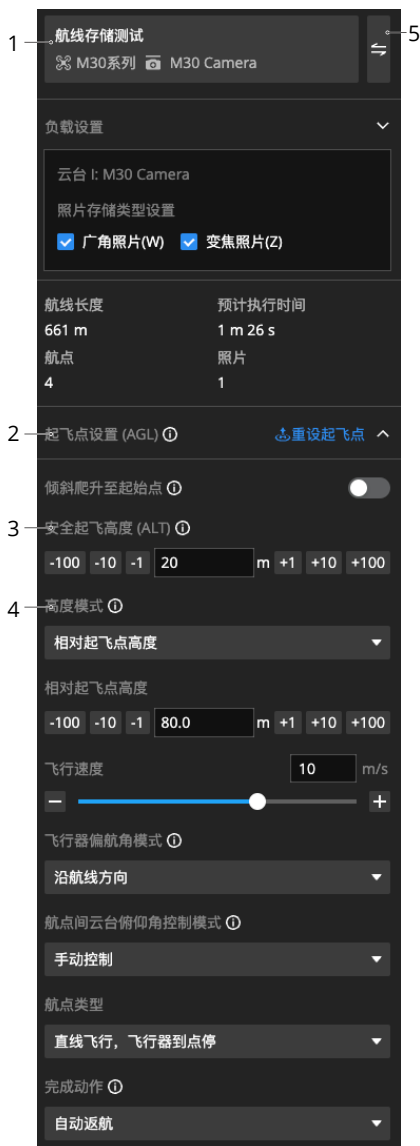 1
航线存储测试
5
M30系列 M30 Camera
负载设置
云台 I: M30 Camera
照片存储类型设置
广角照片(W) 变焦照片(Z)
航线长度 预计执行时间
661 m 1 m 26 s
航点 照片
4 1
2
起飞点设置 (AGL) 重设起飞点
倾斜爬升至起始点
3
安全起飞高度 (ALT)
-100 -10 -1 20 m +1 +10 +100
4
高度模式
相对起飞点高度
相对起飞点高度
-100 -10 -1 80.0 m +1 +10 +100
飞行速度 10 m/s
飞行器偏航角模式
沿航线方向
航点间云台俯仰角控制模式
手动控制
航点类型
直线飞行，飞行器到点停
完成动作
自动返航